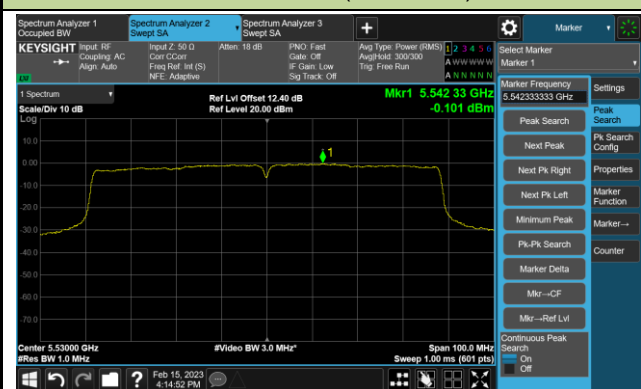 Spectrum Analyzer 1
Occupied BW
Spectrum Analyzer 2
Swept SA
Spectrum Analyzer 3
Swept SA
+
Marker
KEYSIGHT
Input: RF
Coupling: AC
Align: Auto
Input Z: 50 Ω
Corr CCorr
Freq Ref: Int (S)
NFE: Adaptive
Atten: 18 dB
PNO: Fast
Gate: Off
IF Gain: Low
Sig Track: Off
Avg Type: Power (RMS)
Avg|Hold: 300/300
Trig: Free Run
1 2 3 4 5 6
A W W W W W
A N N N N N
Select Marker
Marker 1
1 Spectrum
Scale/Div 10 dB
Log
Ref Lvl Offset 12.40 dB
Ref Level 20.00 dBm
Mkr1 5.542 33 GHz
-0.101 dBm
10.0
0.00
-10.0
-20.0
-30.0
-40.0
-50.0
-60.0
-70.0
1
Center 5.53000 GHz
#Res BW 1.0 MHz
#Video BW 3.0 MHz*
Span 100.0 MHz
Sweep 1.00 ms (601 pts)
Marker Frequency
5.542333333 GHz
Peak Search
Next Peak
Next Pk Right
Next Pk Left
Minimum Peak
Pk-Pk Search
Marker Delta
Mkr→CF
Mkr→Ref Lvl
Continuous Peak
Search
On
Off
Settings
Peak
Search
Pk Search
Config
Properties
Marker
Function
Marker→
Counter
?
Feb 15, 2023
4:14:52 PM